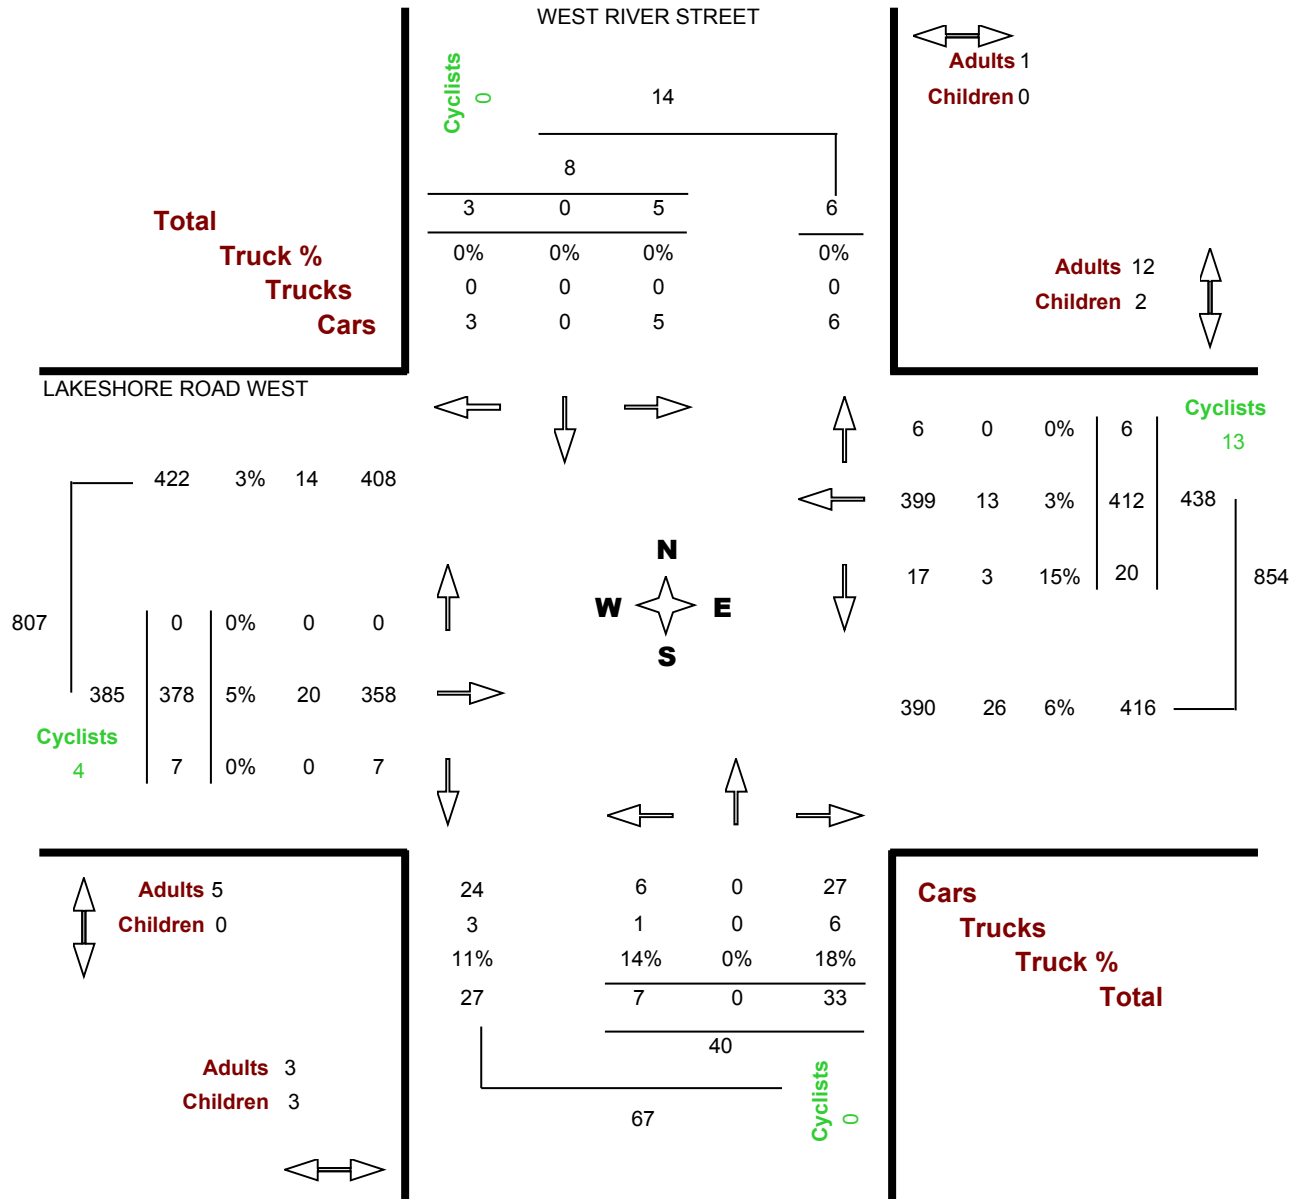 WEST RIVER STREET
Cyclists
0
14
Adults 1
Children 0
8
3 0 5 6
Total
Truck %
0% 0% 0% 0%
Trucks
0 0 0 0
Cars
3 0 5 6
Adults 12
Children 2
LAKESHORE ROAD WEST
Cyclists
13
6 0 0% 6
422 3% 14 408
399 13 3% 412 438
N
W E
S
17 3 15% 20
854
807
0 0% 0 0
385 378 5% 20 358
390 26 6% 416
Cyclists
4
7 0% 0 7
Adults 5
Children 0
24 6 0 27
3 1 0 6
11% 14% 0% 18%
27 7 0 33
Cars
Trucks
Truck %
Total
40
Adults 3
Children 3
67
Cyclists
0